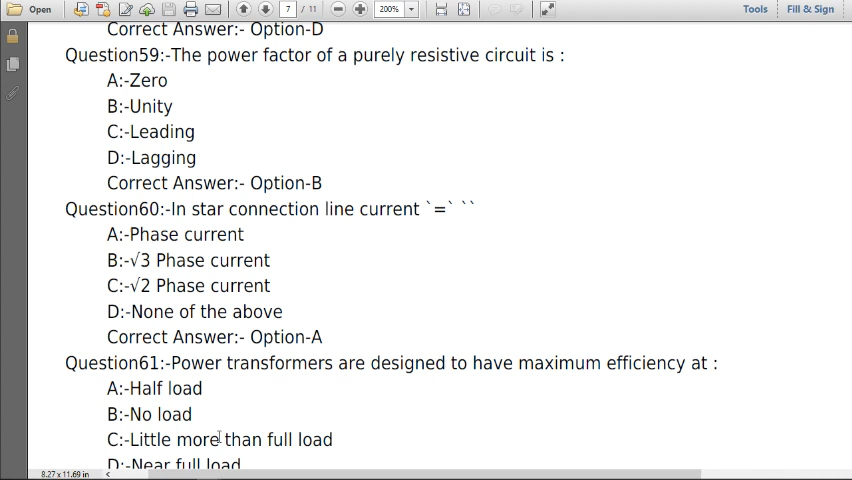 Open
7 / 11
200%
Tools
Fill & Sign
Correct Answer:- Option-D
Question59:-The power factor of a purely resistive circuit is :
A:-Zero
B:-Unity
C:-Leading
D:-Lagging
Correct Answer:- Option-B
Question60:-In star connection line current `=` ``
A:-Phase current
B:-√3 Phase current
C:-√2 Phase current
D:-None of the above
Correct Answer:- Option-A
Question61:-Power transformers are designed to have maximum efficiency at :
A:-Half load
B:-No load
C:-Little more than full load
D:-Near full load
8.27 x 11.69 in